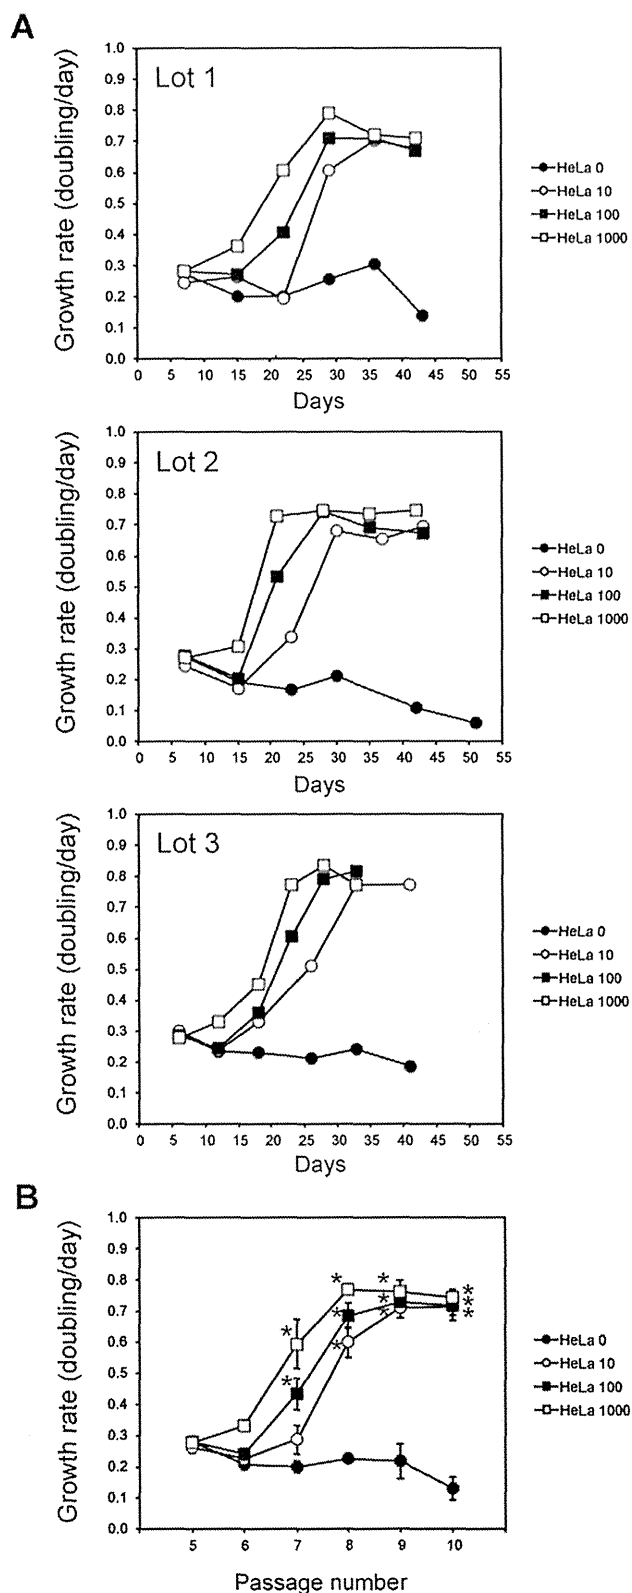 A
Lot 1
Growth rate (doubling/day)
1.0
0.9
0.8
0.7
0.6
0.5
0.4
0.3
0.2
0.1
0.0
0 5 10 15 20 25 30 35 40 45 50 55
Days
HeLa 0
HeLa 10
HeLa 100
HeLa 1000
Lot 2
Growth rate (doubling/day)
1.0
0.9
0.8
0.7
0.6
0.5
0.4
0.3
0.2
0.1
0.0
0 5 10 15 20 25 30 35 40 45 50 55
Days
HeLa 0
HeLa 10
HeLa 100
HeLa 1000
Lot 3
Growth rate (doubling/day)
1.0
0.9
0.8
0.7
0.6
0.5
0.4
0.3
0.2
0.1
0.0
0 5 10 15 20 25 30 35 40 45 50 55
Days
HeLa 0
HeLa 10
HeLa 100
HeLa 1000
B
Growth rate (doubling/day)
1.0
0.9
0.8
0.7
0.6
0.5
0.4
0.3
0.2
0.1
0.0
* * *
* * *
* *
* * *
5 6 7 8 9 10
Passage number
HeLa 0
HeLa 10
HeLa 100
HeLa 1000